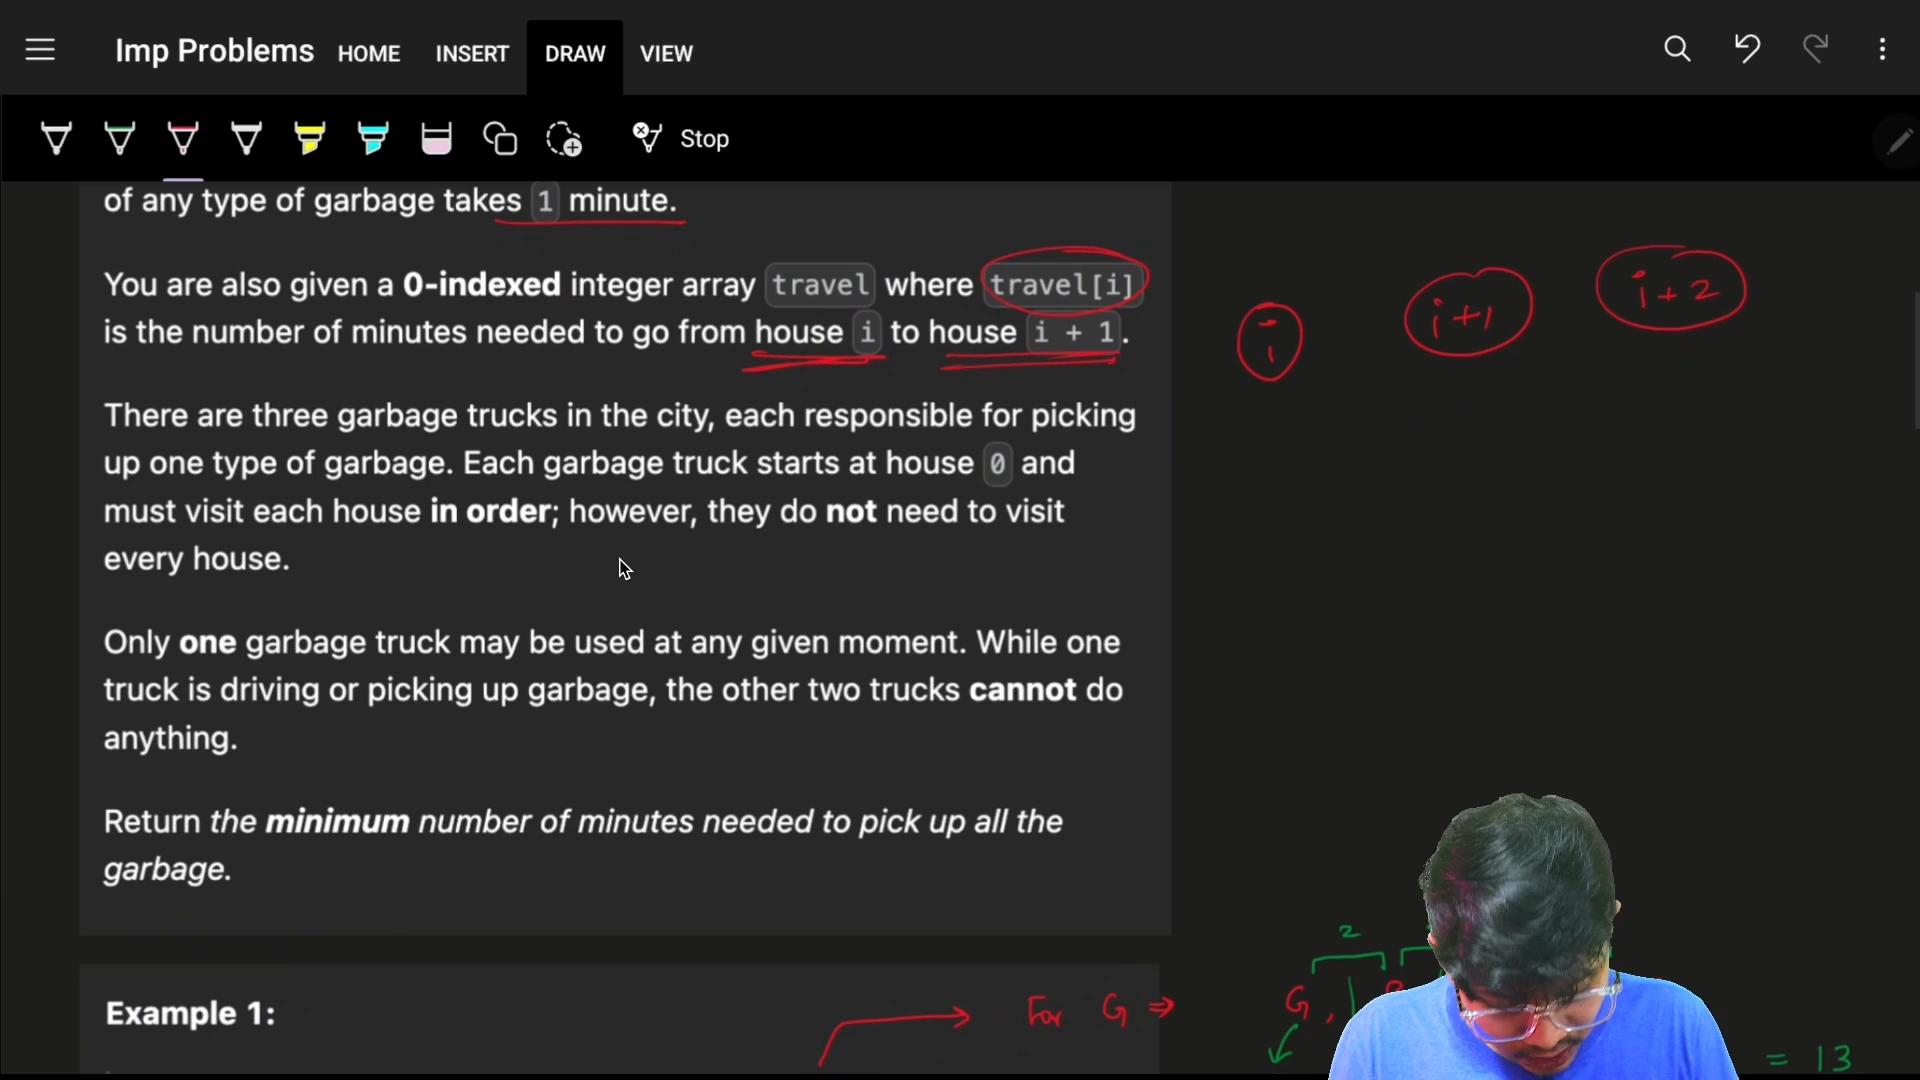 Imp Problems HOME INSERT DRAW VIEW
Stop
of any type of garbage takes 1 minute.
You are also given a 0-indexed integer array travel where travel[i]
is the number of minutes needed to go from house i to house i + 1.
i
i+1
i+2
There are three garbage trucks in the city, each responsible for picking
up one type of garbage. Each garbage truck starts at house 0 and
must visit each house in order; however, they do not need to visit
every house.
Only one garbage truck may be used at any given moment. While one
truck is driving or picking up garbage, the other two trucks cannot do
anything.
Return the minimum number of minutes needed to pick up all the
garbage.
2
Example 1:
For G ⇒ G ,
= 13